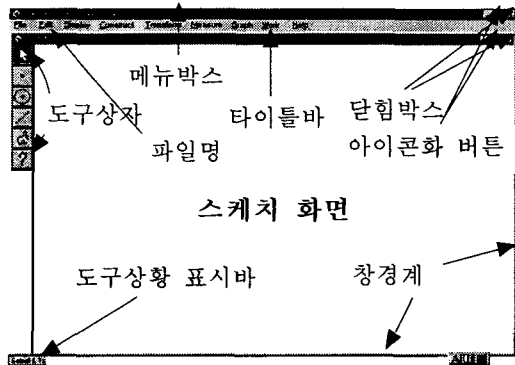 File Edit Display Construct Transform Measure Graph Work Help
메뉴박스
도구상자
타이틀바
닫힘박스
파일명
아이콘화 버튼
스케치 화면
도구상황 표시바
창경계